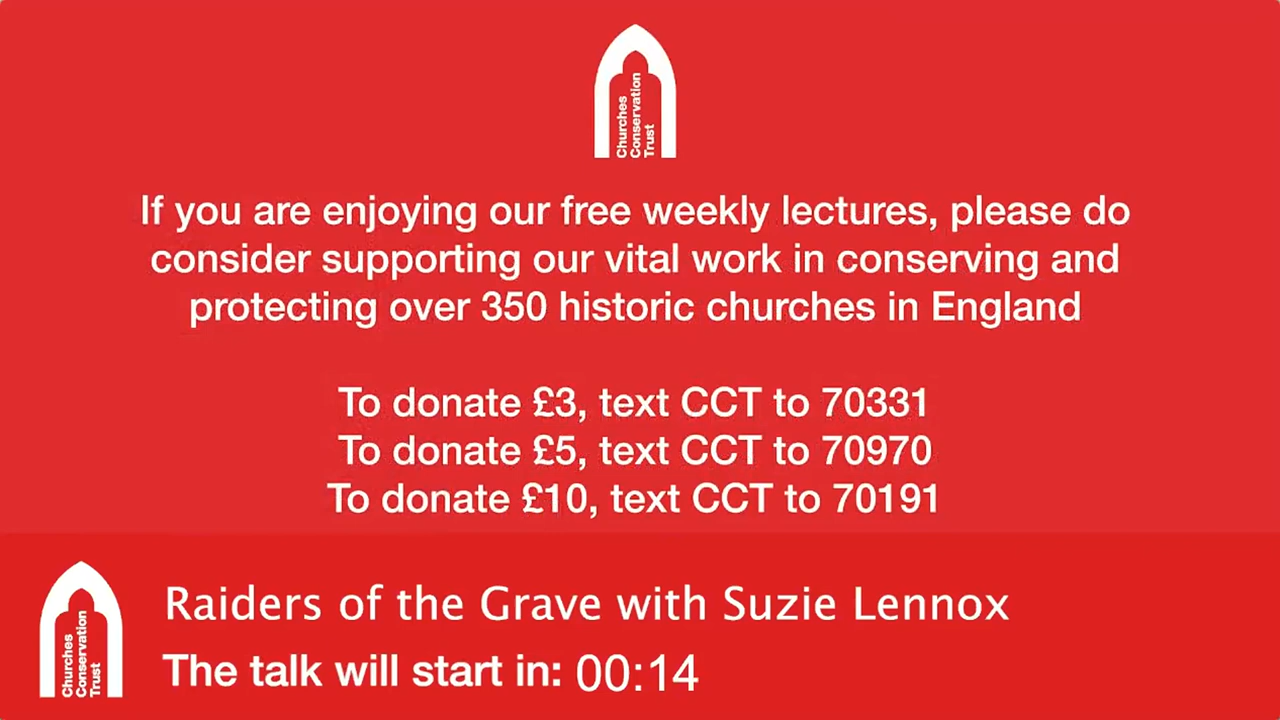 Churches
Conservation
Trust
If you are enjoying our free weekly lectures, please do
consider supporting our vital work in conserving and
protecting over 350 historic churches in England
To donate £3, text CCT to 70331
To donate £5, text CCT to 70970
To donate £10, text CCT to 70191
Churches
Conservation
Trust
Raiders of the Grave with Suzie Lennox
The talk will start in: 00:14